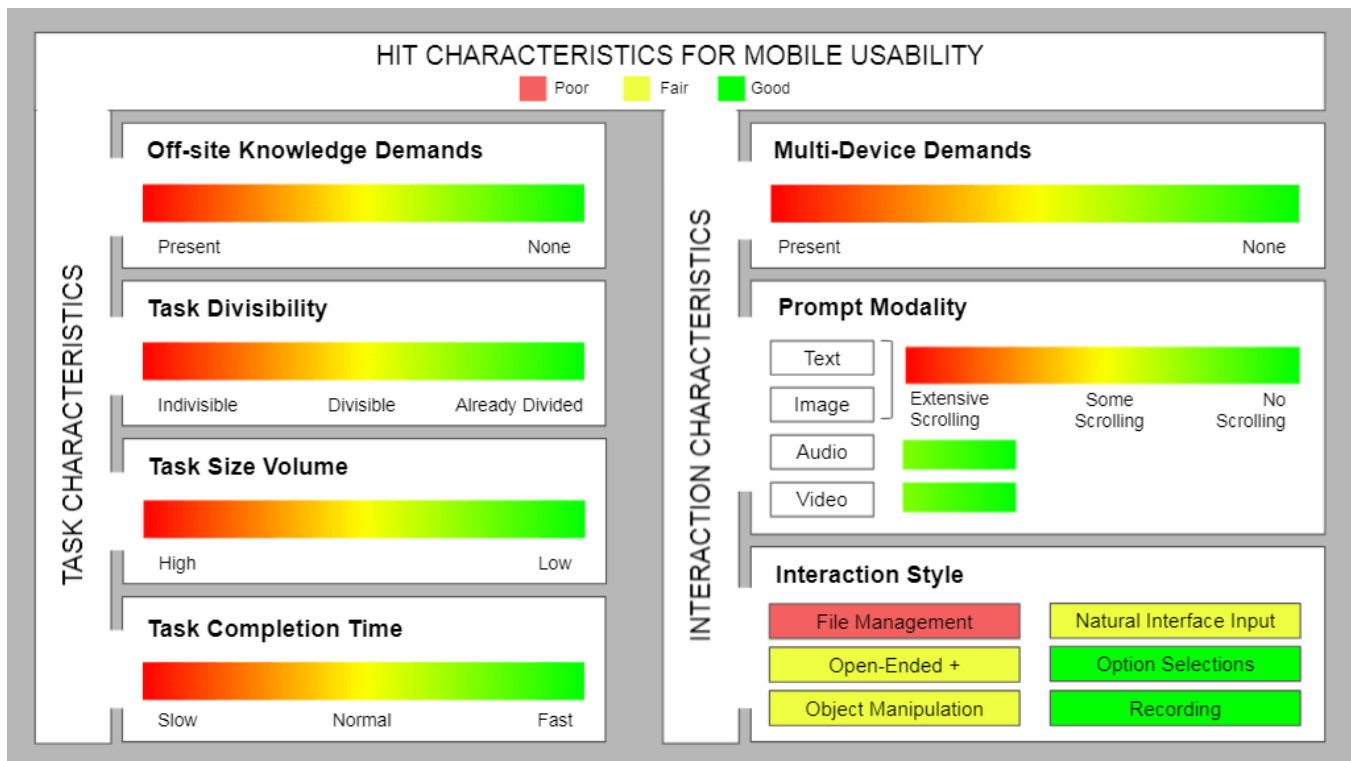 HIT CHARACTERISTICS FOR MOBILE USABILITY
Poor
Fair
Good
TASK CHARACTERISTICS
Off-site Knowledge Demands
Present
None
Task Divisibility
Indivisible
Divisible
Already Divided
Task Size Volume
High
Low
Task Completion Time
Slow
Normal
Fast
INTERACTION CHARACTERISTICS
Multi-Device Demands
Present
None
Prompt Modality
Text
Image
Extensive
Scrolling
Some
Scrolling
No
Scrolling
Audio
Video
Interaction Style
File Management
Natural Interface Input
Open-Ended +
Option Selections
Object Manipulation
Recording